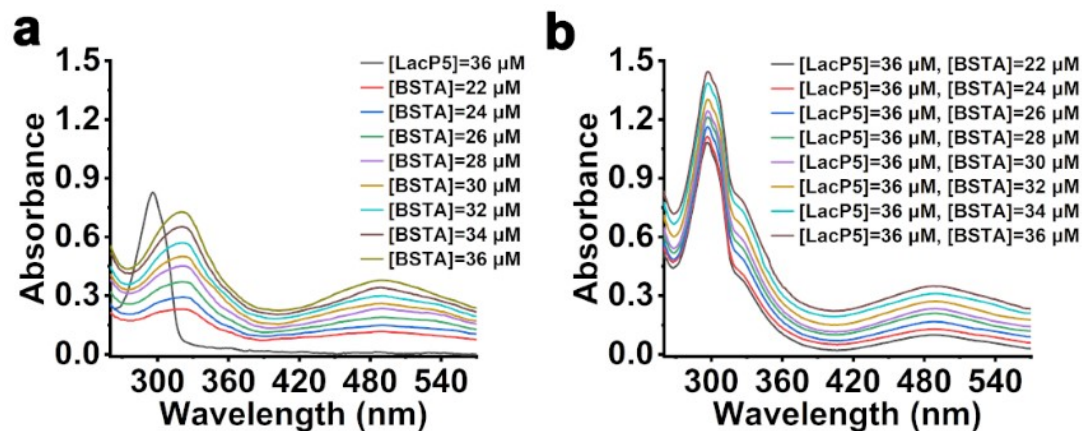 a
Absorbance
1.5
1.2
0.9
0.6
0.3
0.0
300 360 420 480 540
Wavelength (nm)
[LacP5]=36 μM
[BSTA]=22 μM
[BSTA]=24 μM
[BSTA]=26 μM
[BSTA]=28 μM
[BSTA]=30 μM
[BSTA]=32 μM
[BSTA]=34 μM
[BSTA]=36 μM
b
Absorbance
1.5
1.2
0.9
0.6
0.3
0.0
300 360 420 480 540
Wavelength (nm)
[LacP5]=36 μM, [BSTA]=22 μM
[LacP5]=36 μM, [BSTA]=24 μM
[LacP5]=36 μM, [BSTA]=26 μM
[LacP5]=36 μM, [BSTA]=28 μM
[LacP5]=36 μM, [BSTA]=30 μM
[LacP5]=36 μM, [BSTA]=32 μM
[LacP5]=36 μM, [BSTA]=34 μM
[LacP5]=36 μM, [BSTA]=36 μM